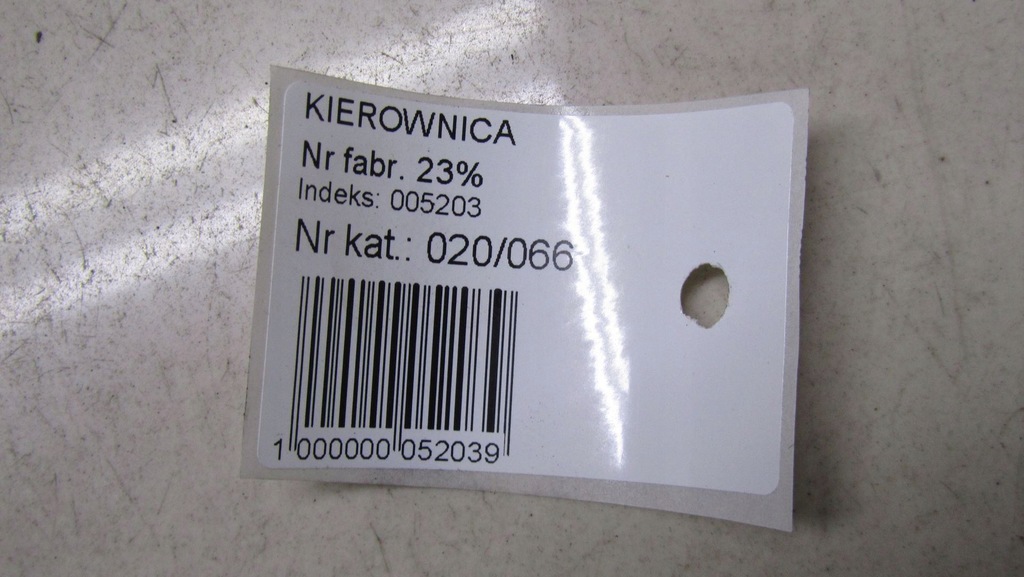 KIEROWNICA
Nr fabr. 23%
Indeks: 005203
Nr kat.: 020/066
1 000000 052039